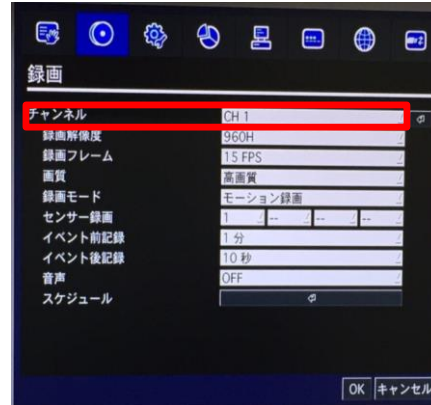 録画
チャンネル CH 1
録画解像度 960H
録画フレーム 15 FPS
画質 高画質
録画モード モーション録画
センサー録画 1 -- -- --
イベント前記録 1 分
イベント後記録 10 秒
音声 OFF
スケジュール
OK キャンセル